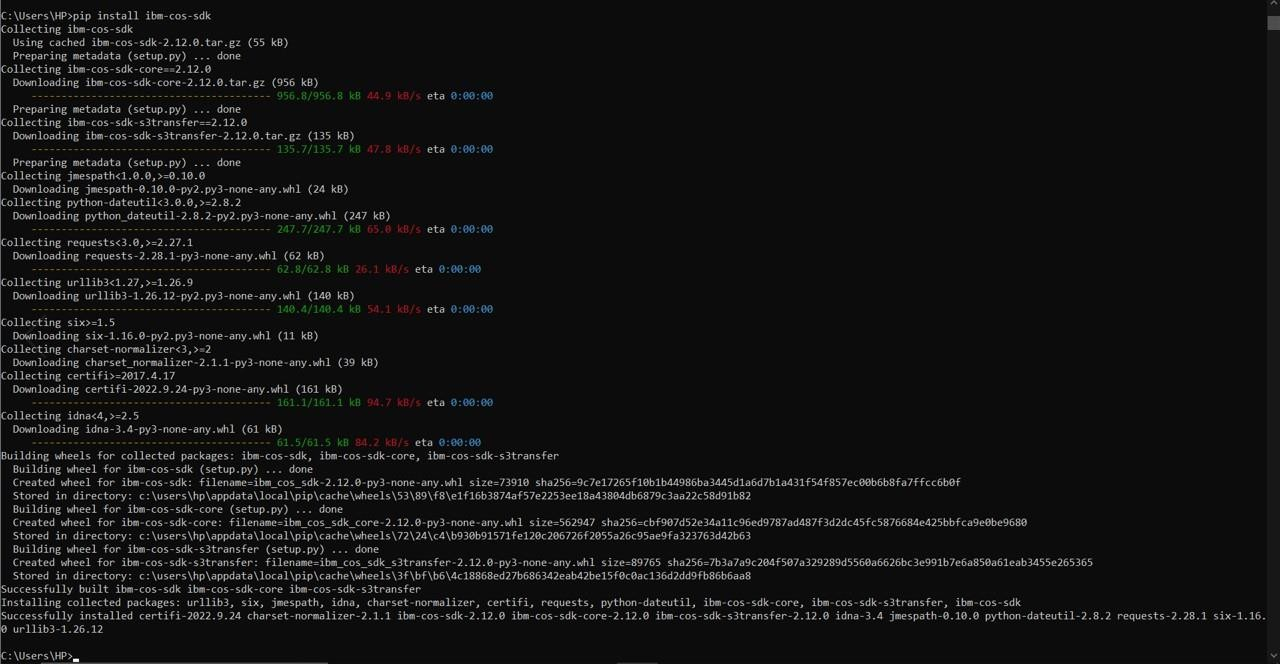 C:\Users\HP>pip install ibm-cos-sdk
Collecting ibm-cos-sdk
  Using cached ibm-cos-sdk-2.12.0.tar.gz (55 kB)
  Preparing metadata (setup.py) ... done
Collecting ibm-cos-sdk-core==2.12.0
  Downloading ibm-cos-sdk-core-2.12.0.tar.gz (956 kB)
     ---------------------------------------- 956.8/956.8 kB 44.9 kB/s eta 0:00:00
  Preparing metadata (setup.py) ... done
Collecting ibm-cos-sdk-s3transfer==2.12.0
  Downloading ibm-cos-sdk-s3transfer-2.12.0.tar.gz (135 kB)
     ---------------------------------------- 135.7/135.7 kB 47.8 kB/s eta 0:00:00
  Preparing metadata (setup.py) ... done
Collecting jmespath<1.0.0,>=0.10.0
  Downloading jmespath-0.10.0-py2.py3-none-any.whl (24 kB)
Collecting python-dateutil<3.0.0,>=2.8.2
  Downloading python_dateutil-2.8.2-py2.py3-none-any.whl (247 kB)
     ---------------------------------------- 247.7/247.7 kB 65.0 kB/s eta 0:00:00
Collecting requests<3.0,>=2.27.1
  Downloading requests-2.28.1-py3-none-any.whl (62 kB)
     ---------------------------------------- 62.8/62.8 kB 26.1 kB/s eta 0:00:00
Collecting urllib3<1.27,>=1.26.9
  Downloading urllib3-1.26.12-py2.py3-none-any.whl (140 kB)
     ---------------------------------------- 140.4/140.4 kB 54.1 kB/s eta 0:00:00
Collecting six>=1.5
  Downloading six-1.16.0-py2.py3-none-any.whl (11 kB)
Collecting charset-normalizer<3,>=2
  Downloading charset_normalizer-2.1.1-py3-none-any.whl (39 kB)
Collecting certifi>=2017.4.17
  Downloading certifi-2022.9.24-py3-none-any.whl (161 kB)
     ---------------------------------------- 161.1/161.1 kB 94.7 kB/s eta 0:00:00
Collecting idna<4,>=2.5
  Downloading idna-3.4-py3-none-any.whl (61 kB)
     ---------------------------------------- 61.5/61.5 kB 84.2 kB/s eta 0:00:00
Building wheels for collected packages: ibm-cos-sdk, ibm-cos-sdk-core, ibm-cos-sdk-s3transfer
  Building wheel for ibm-cos-sdk (setup.py) ... done
  Created wheel for ibm-cos-sdk: filename=ibm_cos_sdk-2.12.0-py3-none-any.whl size=73910 sha256=9c7e17265f10b1b44986ba3445d1a6d7b1a431f54f857ec00b6b8fa7ffcc6b0f
  Stored in directory: c:\users\hp\appdata\local\pip\cache\wheels\53\89\f8\e1f16b3874af57e2253ee18a43804db6879c3aa22c58d91b82
  Building wheel for ibm-cos-sdk-core (setup.py) ... done
  Created wheel for ibm-cos-sdk-core: filename=ibm_cos_sdk_core-2.12.0-py3-none-any.whl size=562947 sha256=cbf907d52e34a11c96ed9787ad487f3d2dc45fc5876684e425bbfca9e0be9680
  Stored in directory: c:\users\hp\appdata\local\pip\cache\wheels\72\24\c4\b930b91571fe120c206726f2055a26c95ae9fa323763d42b63
  Building wheel for ibm-cos-sdk-s3transfer (setup.py) ... done
  Created wheel for ibm-cos-sdk-s3transfer: filename=ibm_cos_sdk_s3transfer-2.12.0-py3-none-any.whl size=89765 sha256=7b3a7a9c204f507a329289d5560a6626bc3e991b7e6a850a61eab3455e265365
  Stored in directory: c:\users\hp\appdata\local\pip\cache\wheels\3f\bf\b6\4c18868ed27b686342eab42be15f0c0ac136d2dd9fb86b6aa8
Successfully built ibm-cos-sdk ibm-cos-sdk-core ibm-cos-sdk-s3transfer
Installing collected packages: urllib3, six, jmespath, idna, charset-normalizer, certifi, requests, python-dateutil, ibm-cos-sdk-core, ibm-cos-sdk-s3transfer, ibm-cos-sdk
Successfully installed certifi-2022.9.24 charset-normalizer-2.1.1 ibm-cos-sdk-2.12.0 ibm-cos-sdk-core-2.12.0 ibm-cos-sdk-s3transfer-2.12.0 idna-3.4 jmespath-0.10.0 python-dateutil-2.8.2 requests-2.28.1 six-1.16.
0 urllib3-1.26.12
C:\Users\HP>